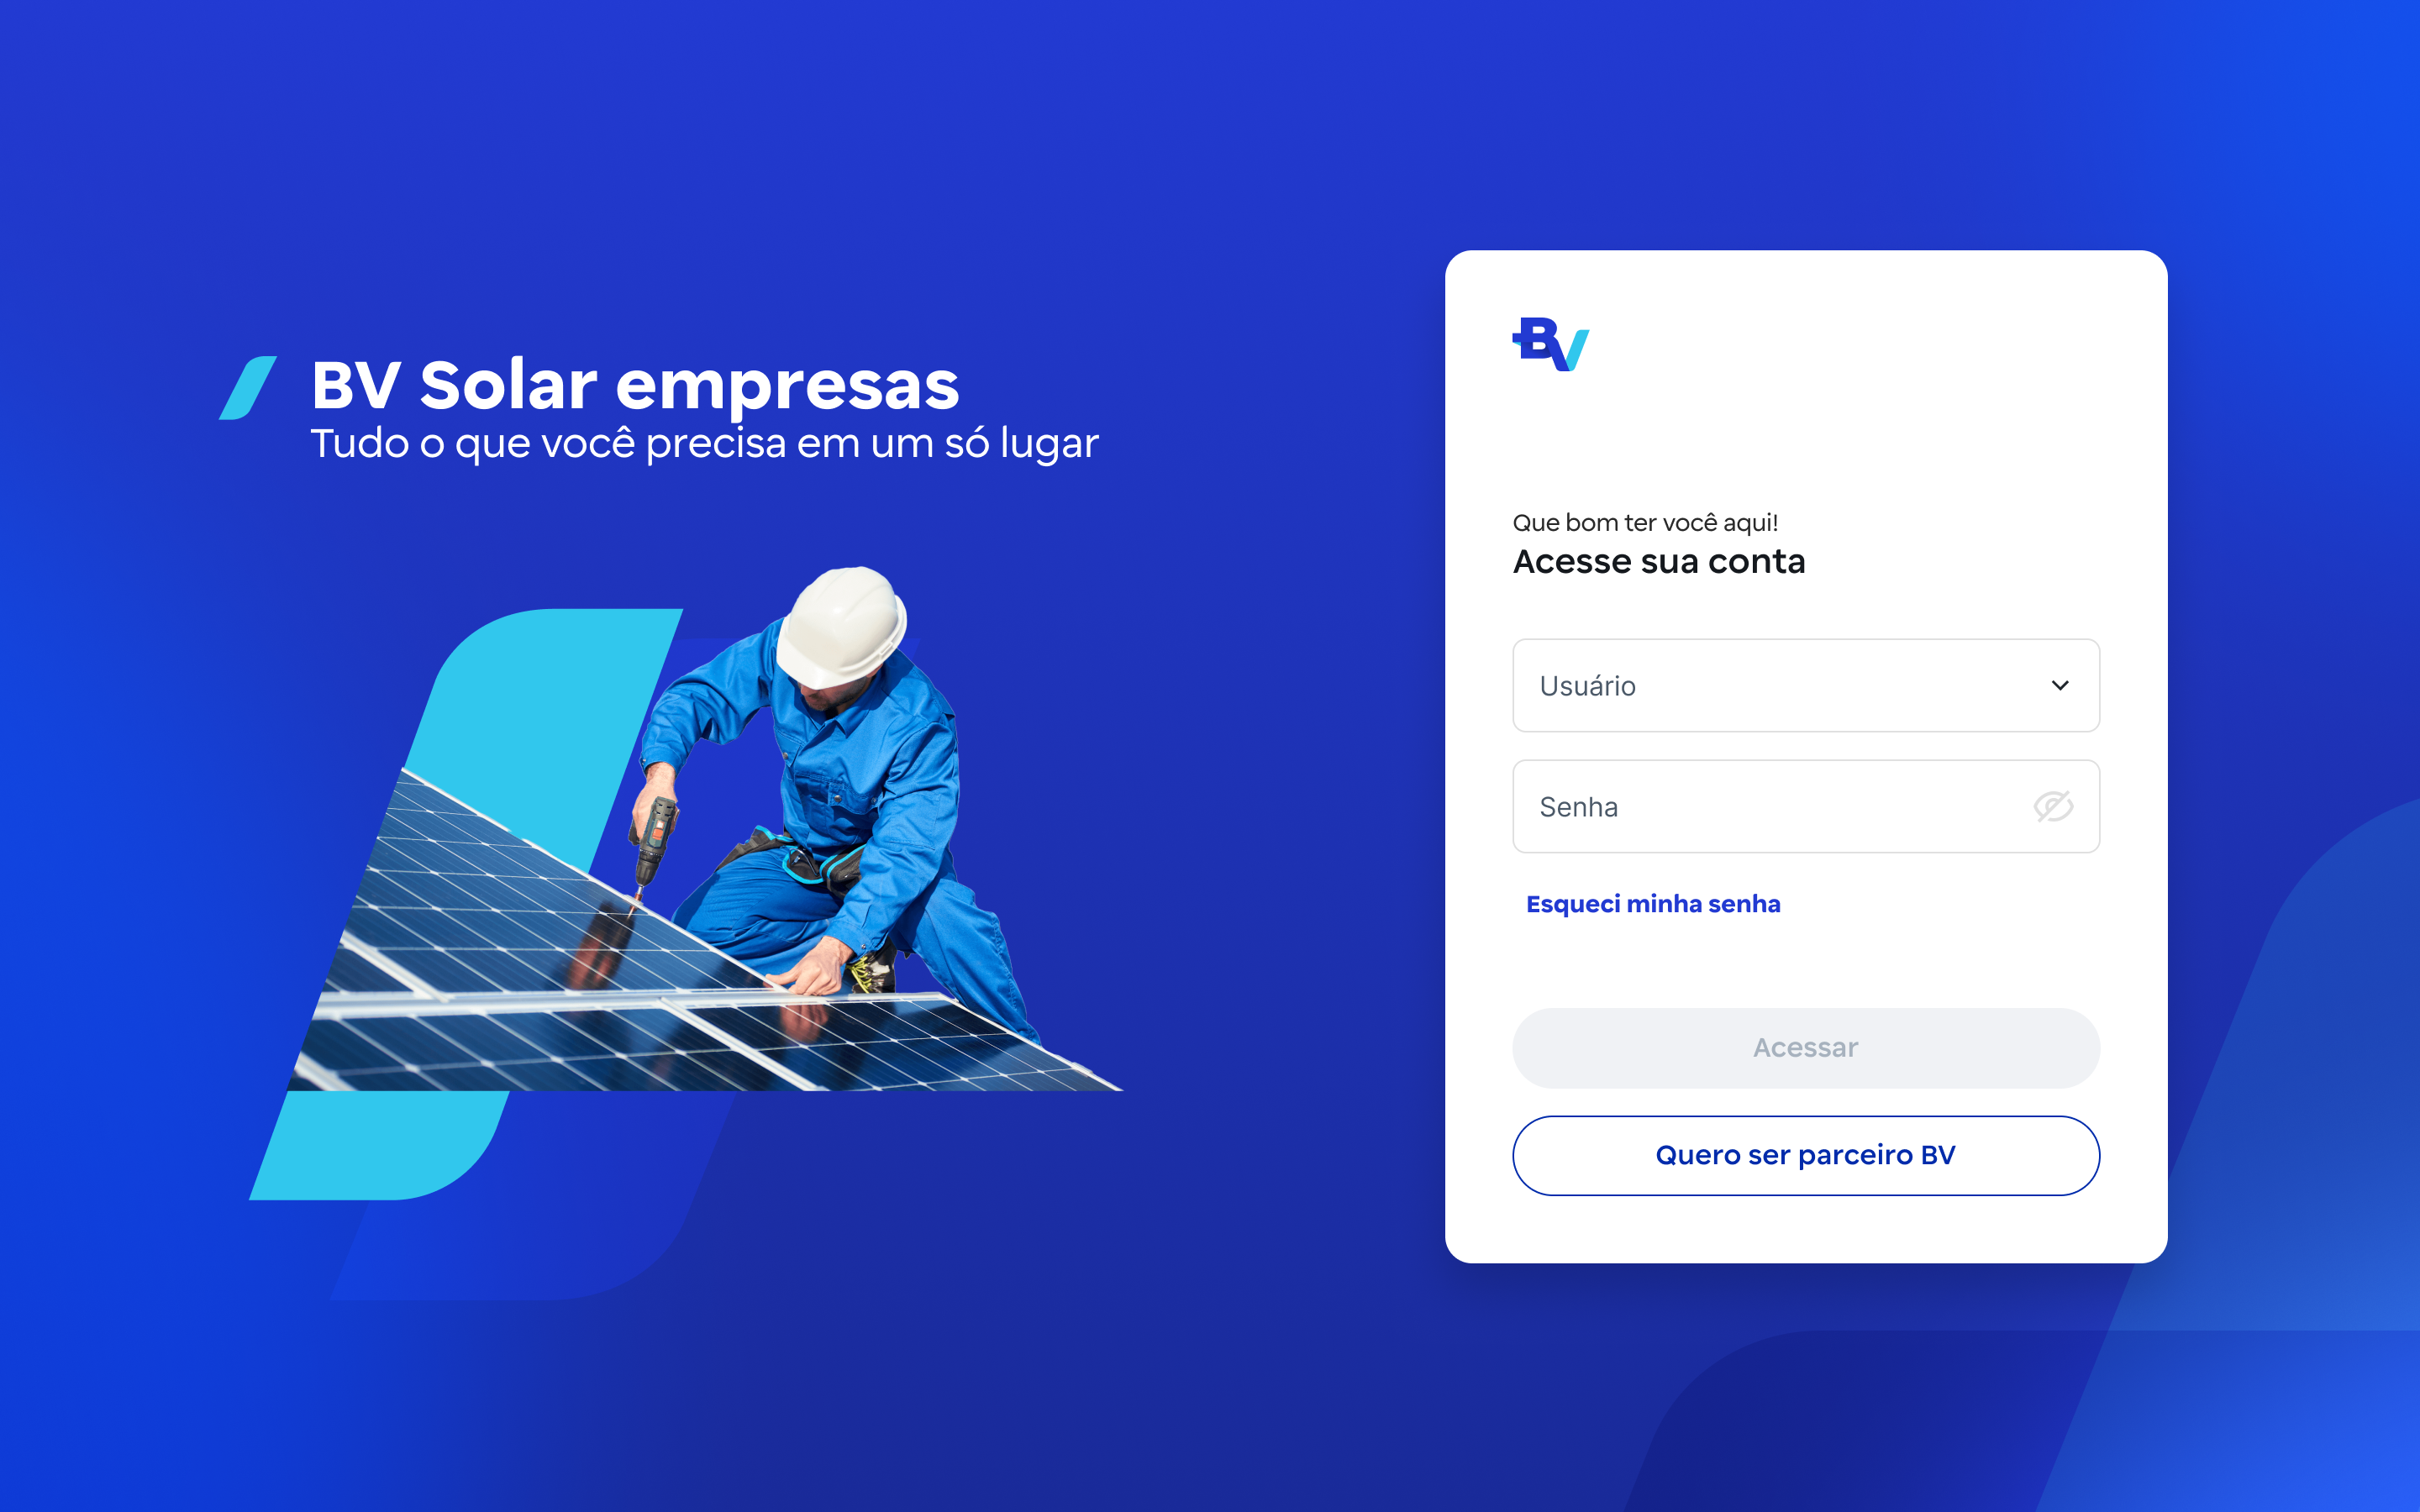 BV Solar empresas
Tudo o que você precisa em um só lugar
BV
Que bom ter você aqui!
Acesse sua conta
Usuário
Senha
Esqueci minha senha
Acessar
Quero ser parceiro BV